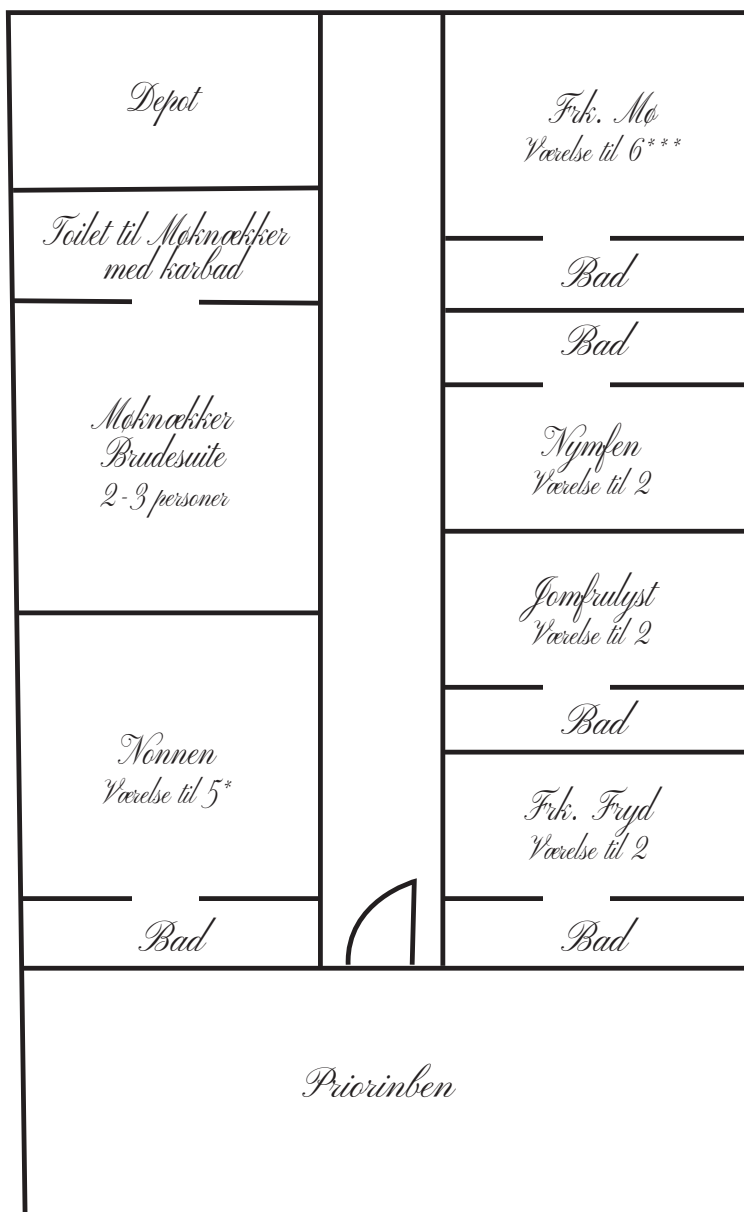 Depot
Toilet til Møknækker
med karbad
Møknækker
Brudesuite
2-3 personer
Nonnen
Værelse til 5*
Bad
Frk. Mø
Værelse til 6***
Bad
Bad
Nymfen
Værelse til 2
Jomfrulyst
Værelse til 2
Bad
Frk. Fryd
Værelse til 2
Bad
Priorinben